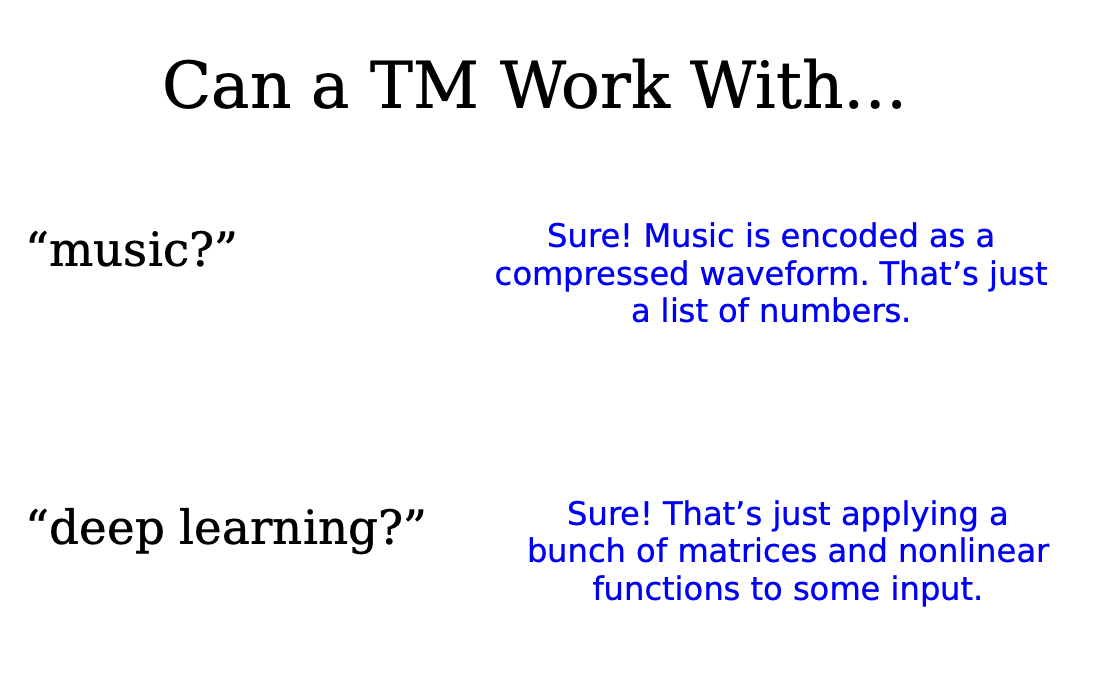 Can a TM Work With…
“music?”
Sure! Music is encoded as a
compressed waveform. That’s just
a list of numbers.
“deep learning?”
Sure! That’s just applying a
bunch of matrices and nonlinear
functions to some input.